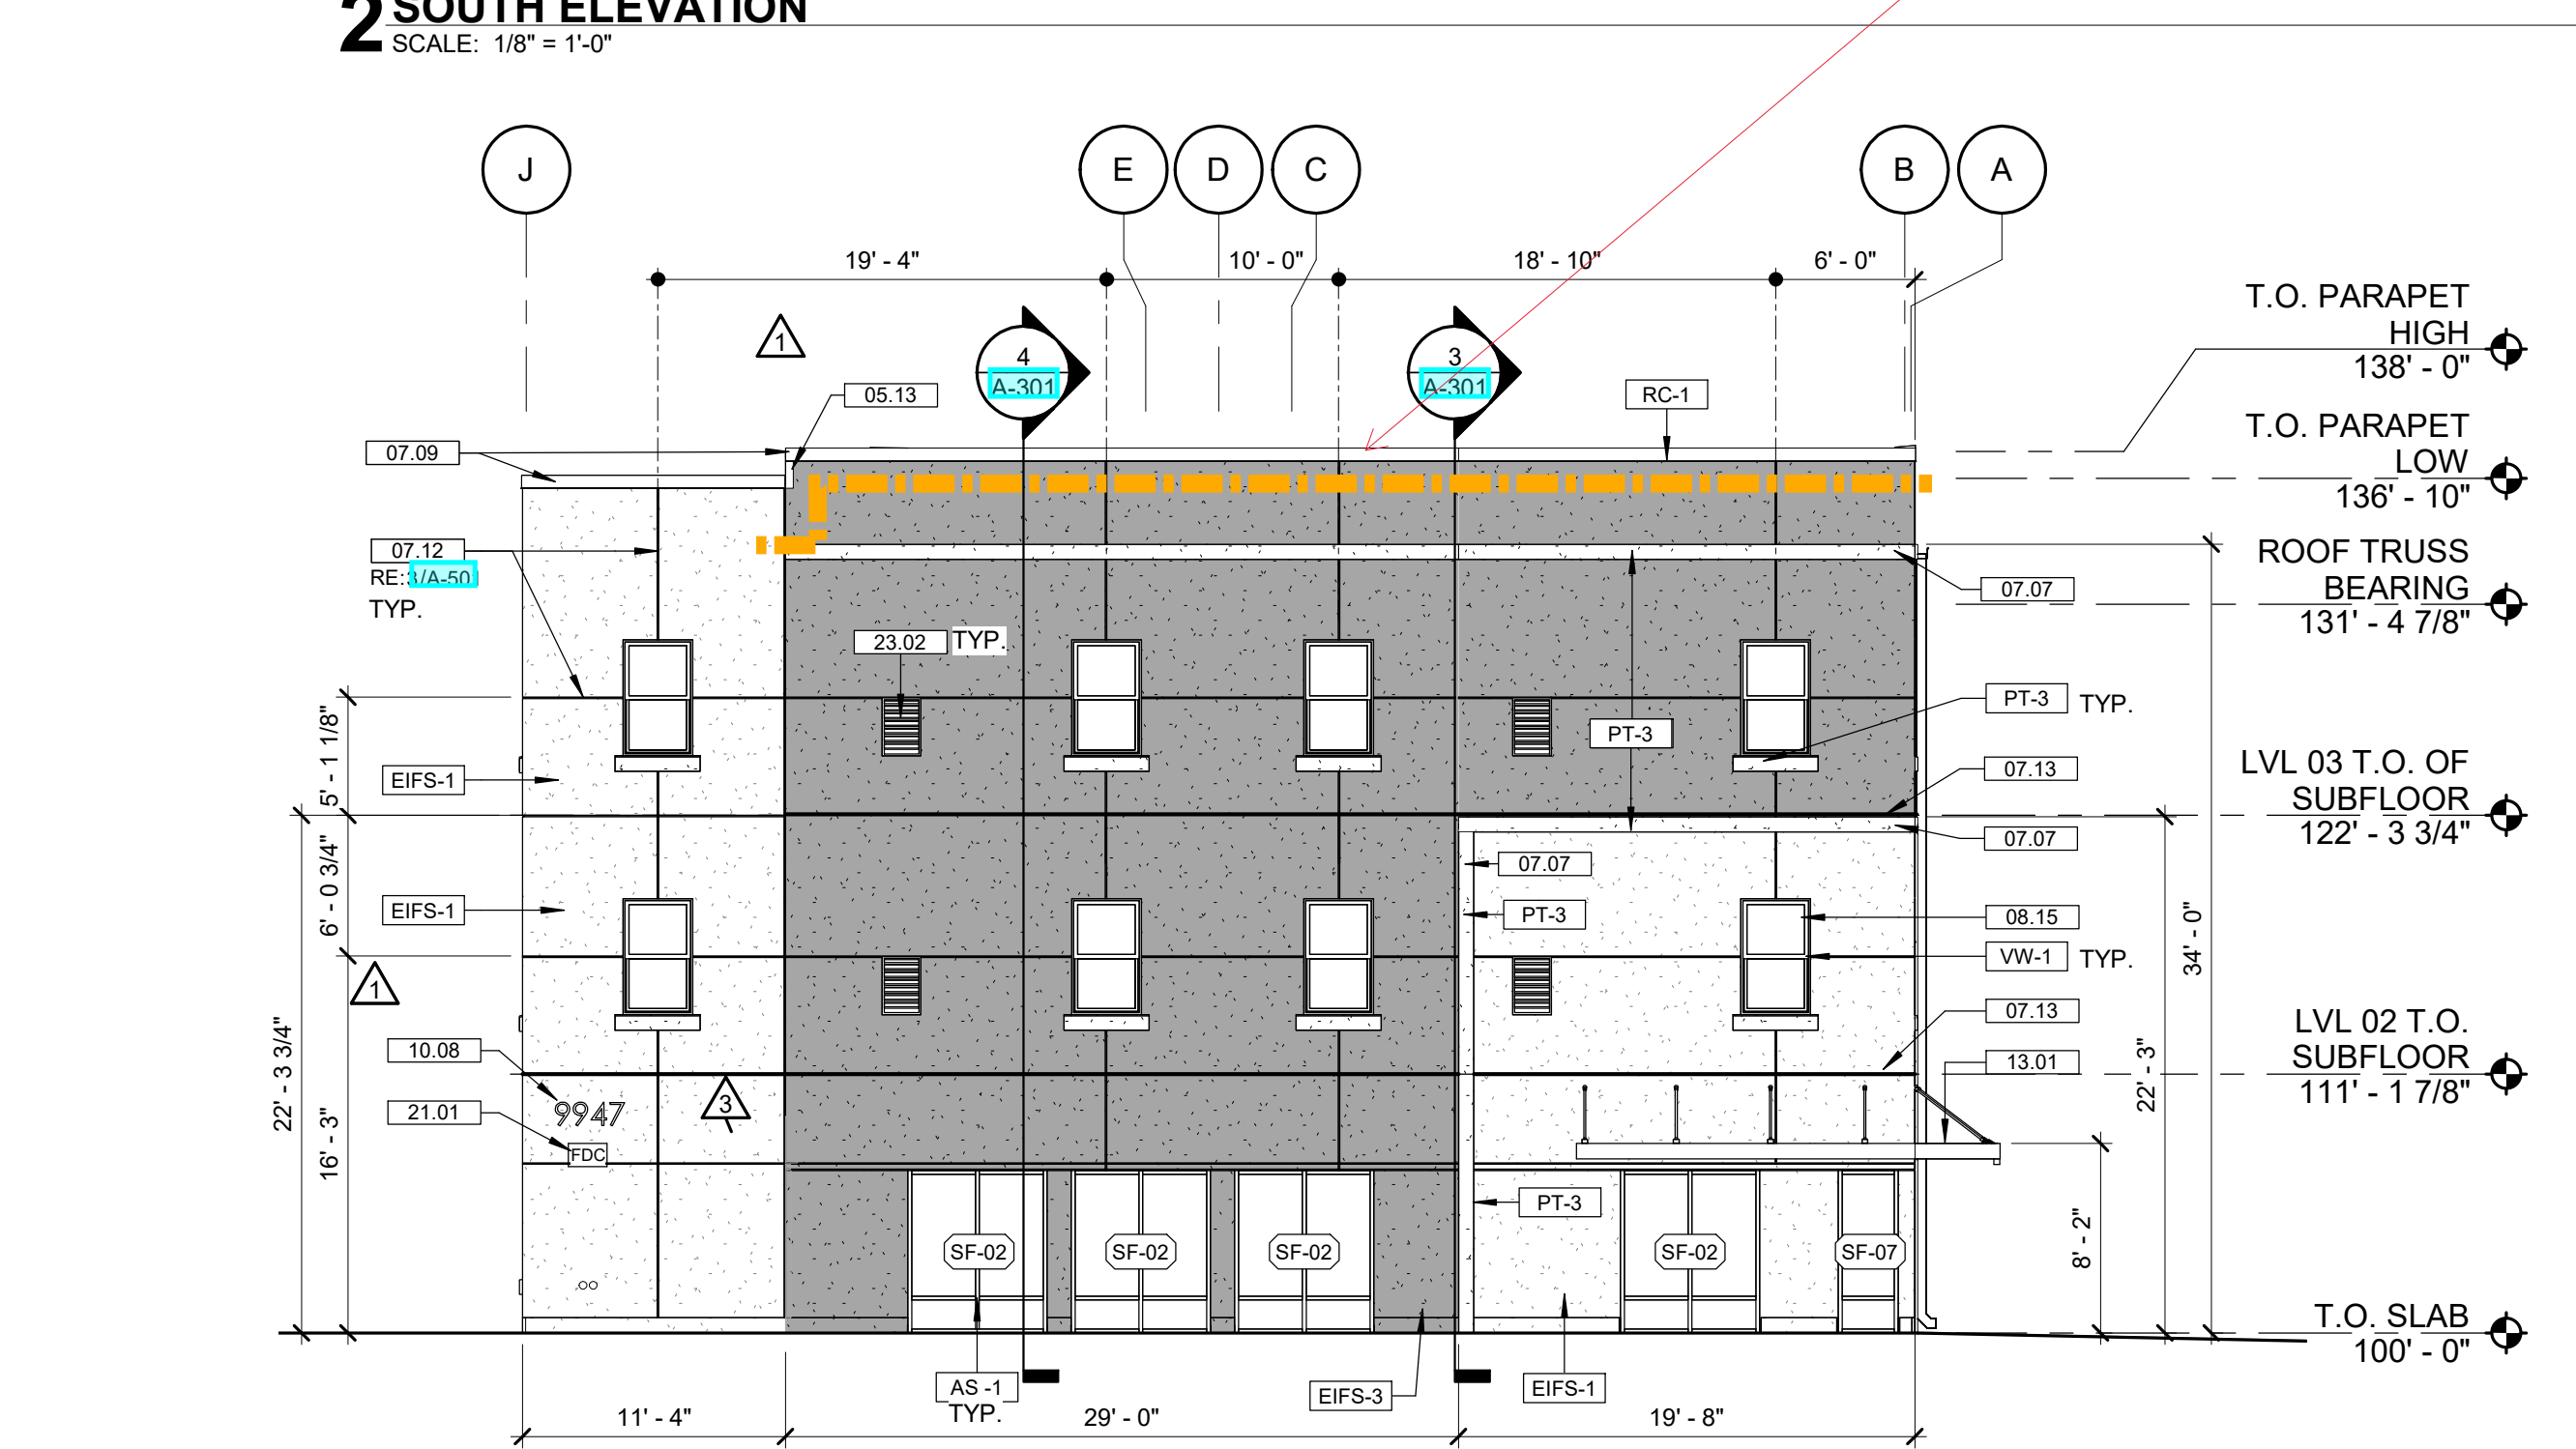 2 SOUTH ELEVATION
SCALE: 1/8" = 1'-0"
J
E
D
C
B
A
19' - 4"
10' - 0"
18' - 10"
6' - 0"
T.O. PARAPET
HIGH
138' - 0"
1
4
A-301
3
A-301
05.13
RC-1
T.O. PARAPET
LOW
136' - 10"
07.09
07.12
RE:3/A-501
TYP.
ROOF TRUSS
BEARING
131' - 4 7/8"
07.07
23.02 TYP.
PT-3 TYP.
PT-3
5' - 1 1/8"
EIFS-1
07.13
LVL 03 T.O. OF
SUBFLOOR
122' - 3 3/4"
07.07
07.07
6' - 0 3/4"
EIFS-1
PT-3
08.15
VW-1 TYP.
34' - 0"
1
07.13
LVL 02 T.O.
SUBFLOOR
111' - 1 7/8"
10.08
13.01
22' - 3 3/4"
22' - 3"
9947
3
21.01
FDC
16' - 3"
PT-3
8' - 2"
SF-02
SF-02
SF-02
SF-02
SF-07
T.O. SLAB
100' - 0"
AS -1
TYP.
EIFS-3
EIFS-1
11' - 4"
29' - 0"
19' - 8"